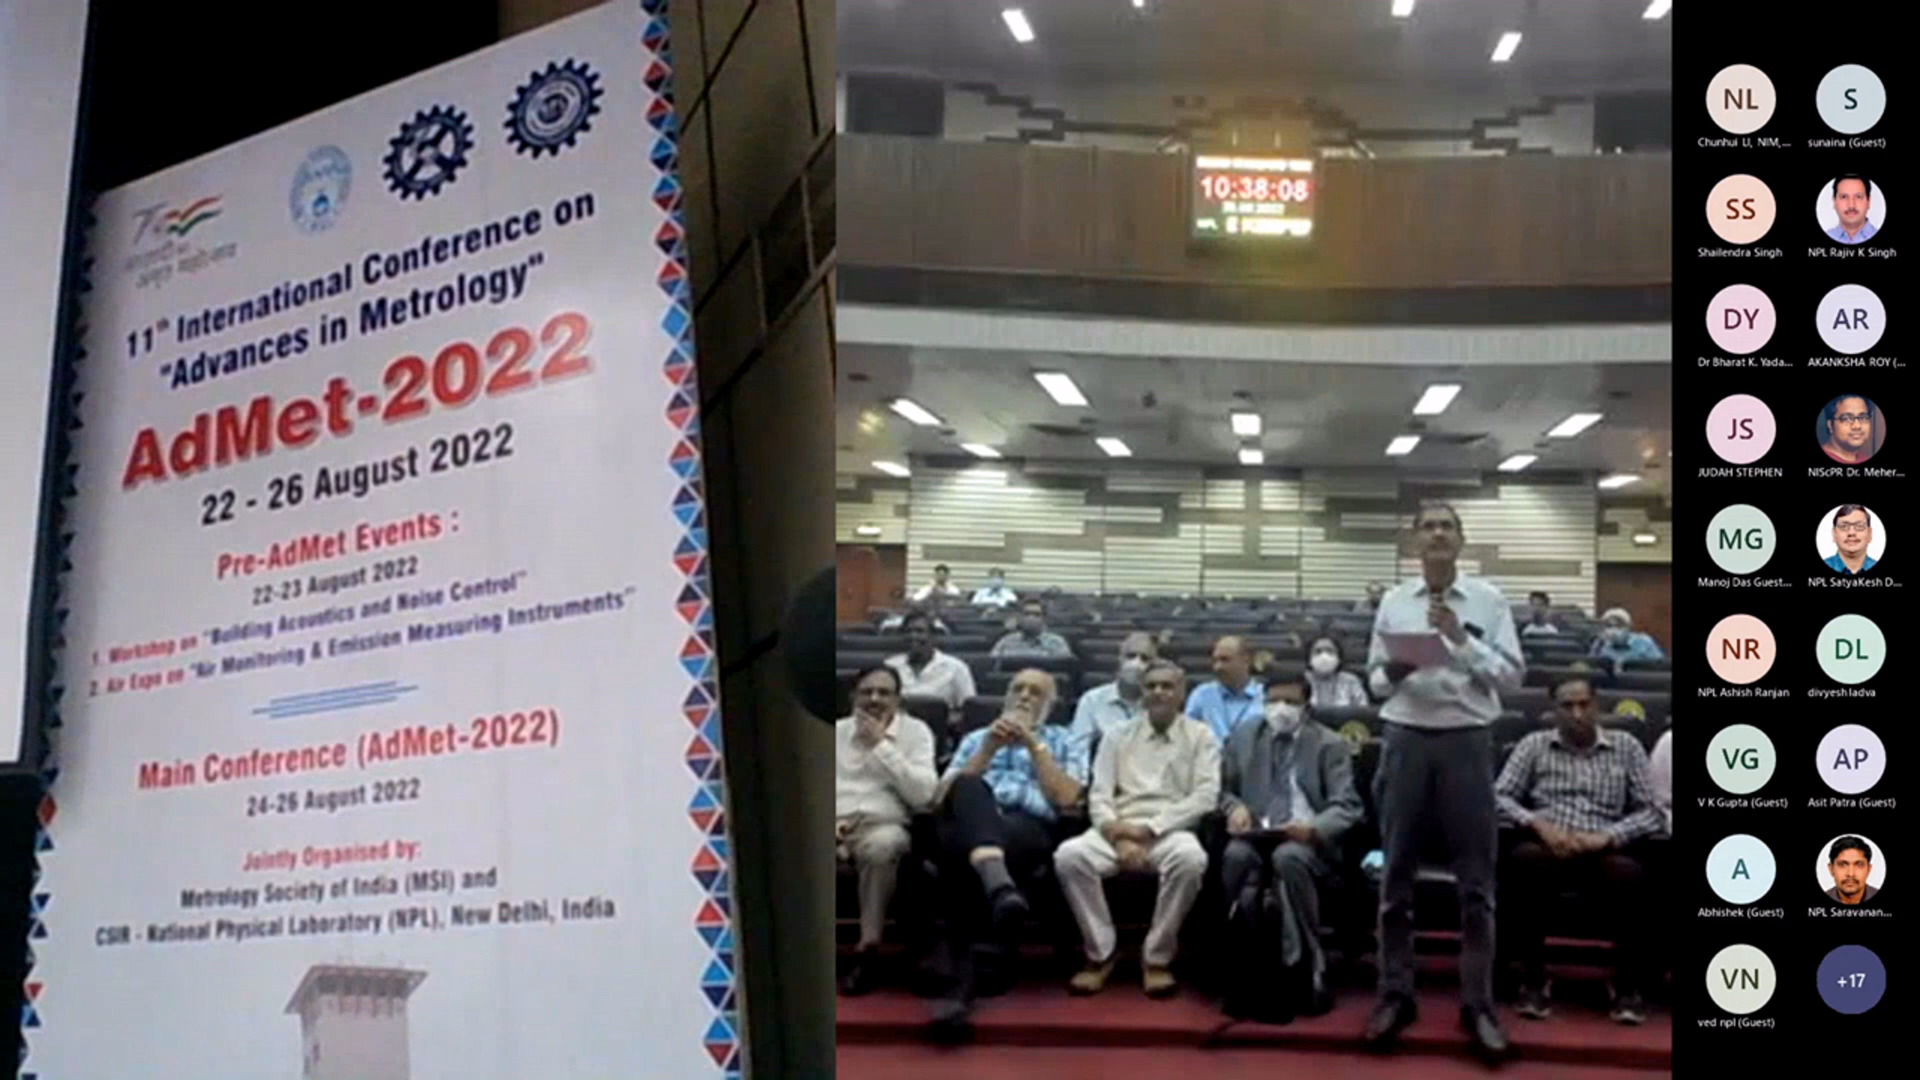 11th International Conference on
"Advances in Metrology"
AdMet-2022
22 - 26 August 2022
Pre-AdMet Events :
22-23 August 2022
1. Workshop on "Building Acoustics and Noise Control"
2. Air Expo on "Air Monitoring & Emission Measuring Instruments"
Main Conference (AdMet-2022)
24-26 August 2022
Jointly Organised by:
Metrology Society of India (MSI) and
CSIR - National Physical Laboratory (NPL), New Delhi, India
10:38:08
NL
Chunhui LI, NIM,...
S
sunaina (Guest)
SS
Shailendra Singh
NPL Rajiv K Singh
DY
Dr Bharat K. Yada...
AR
AKANKSHA ROY (...
JS
JUDAH STEPHEN
NIScPR Dr. Meher...
MG
Manoj Das Guest...
NPL SatyaKesh D...
NR
NPL Ashish Ranjan
DL
divyesh ladva
VG
V K Gupta (Guest)
AP
Asit Patra (Guest)
A
Abhishek (Guest)
NPL Saravanan...
VN
ved npl (Guest)
+17